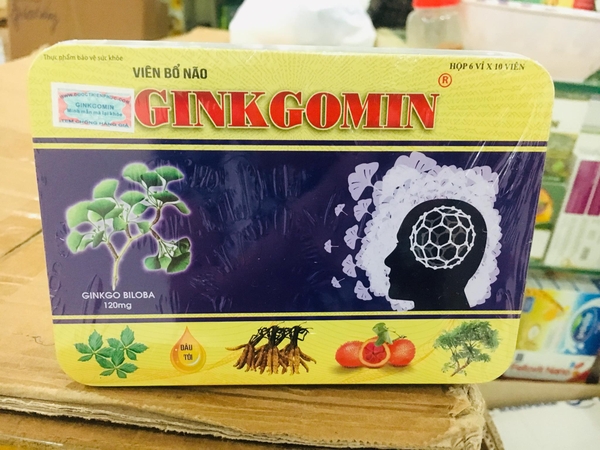 Thực phẩm bảo vệ sức khỏe
HỘP 6 VỈ X 10 VIÊN
VIÊN BỔ NÃO
GINKGOMIN®
GINKGOMIN
GINKGO BILOBA
120mg
DẦU
TỎI